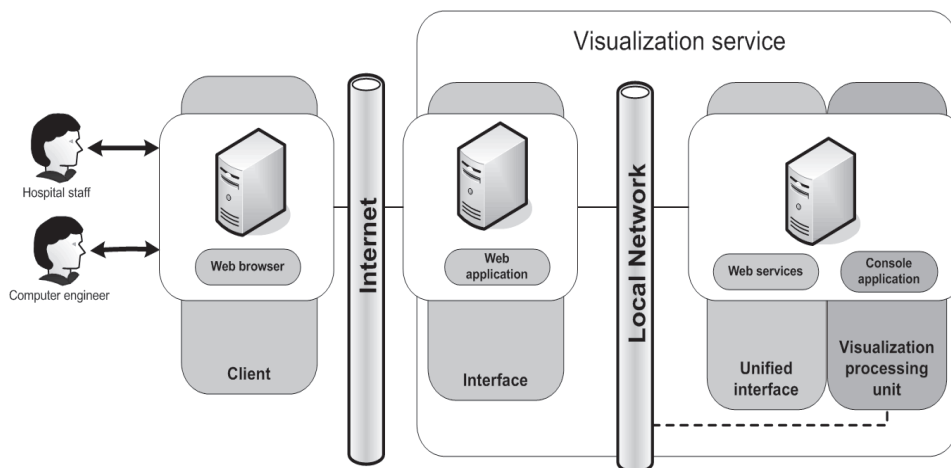 Visualization service
Hospital staff
Computer engineer
Web browser
Client
Internet
Web
application
Interface
Local Network
Web services
Console
application
Unified
interface
Visualization
processing
unit